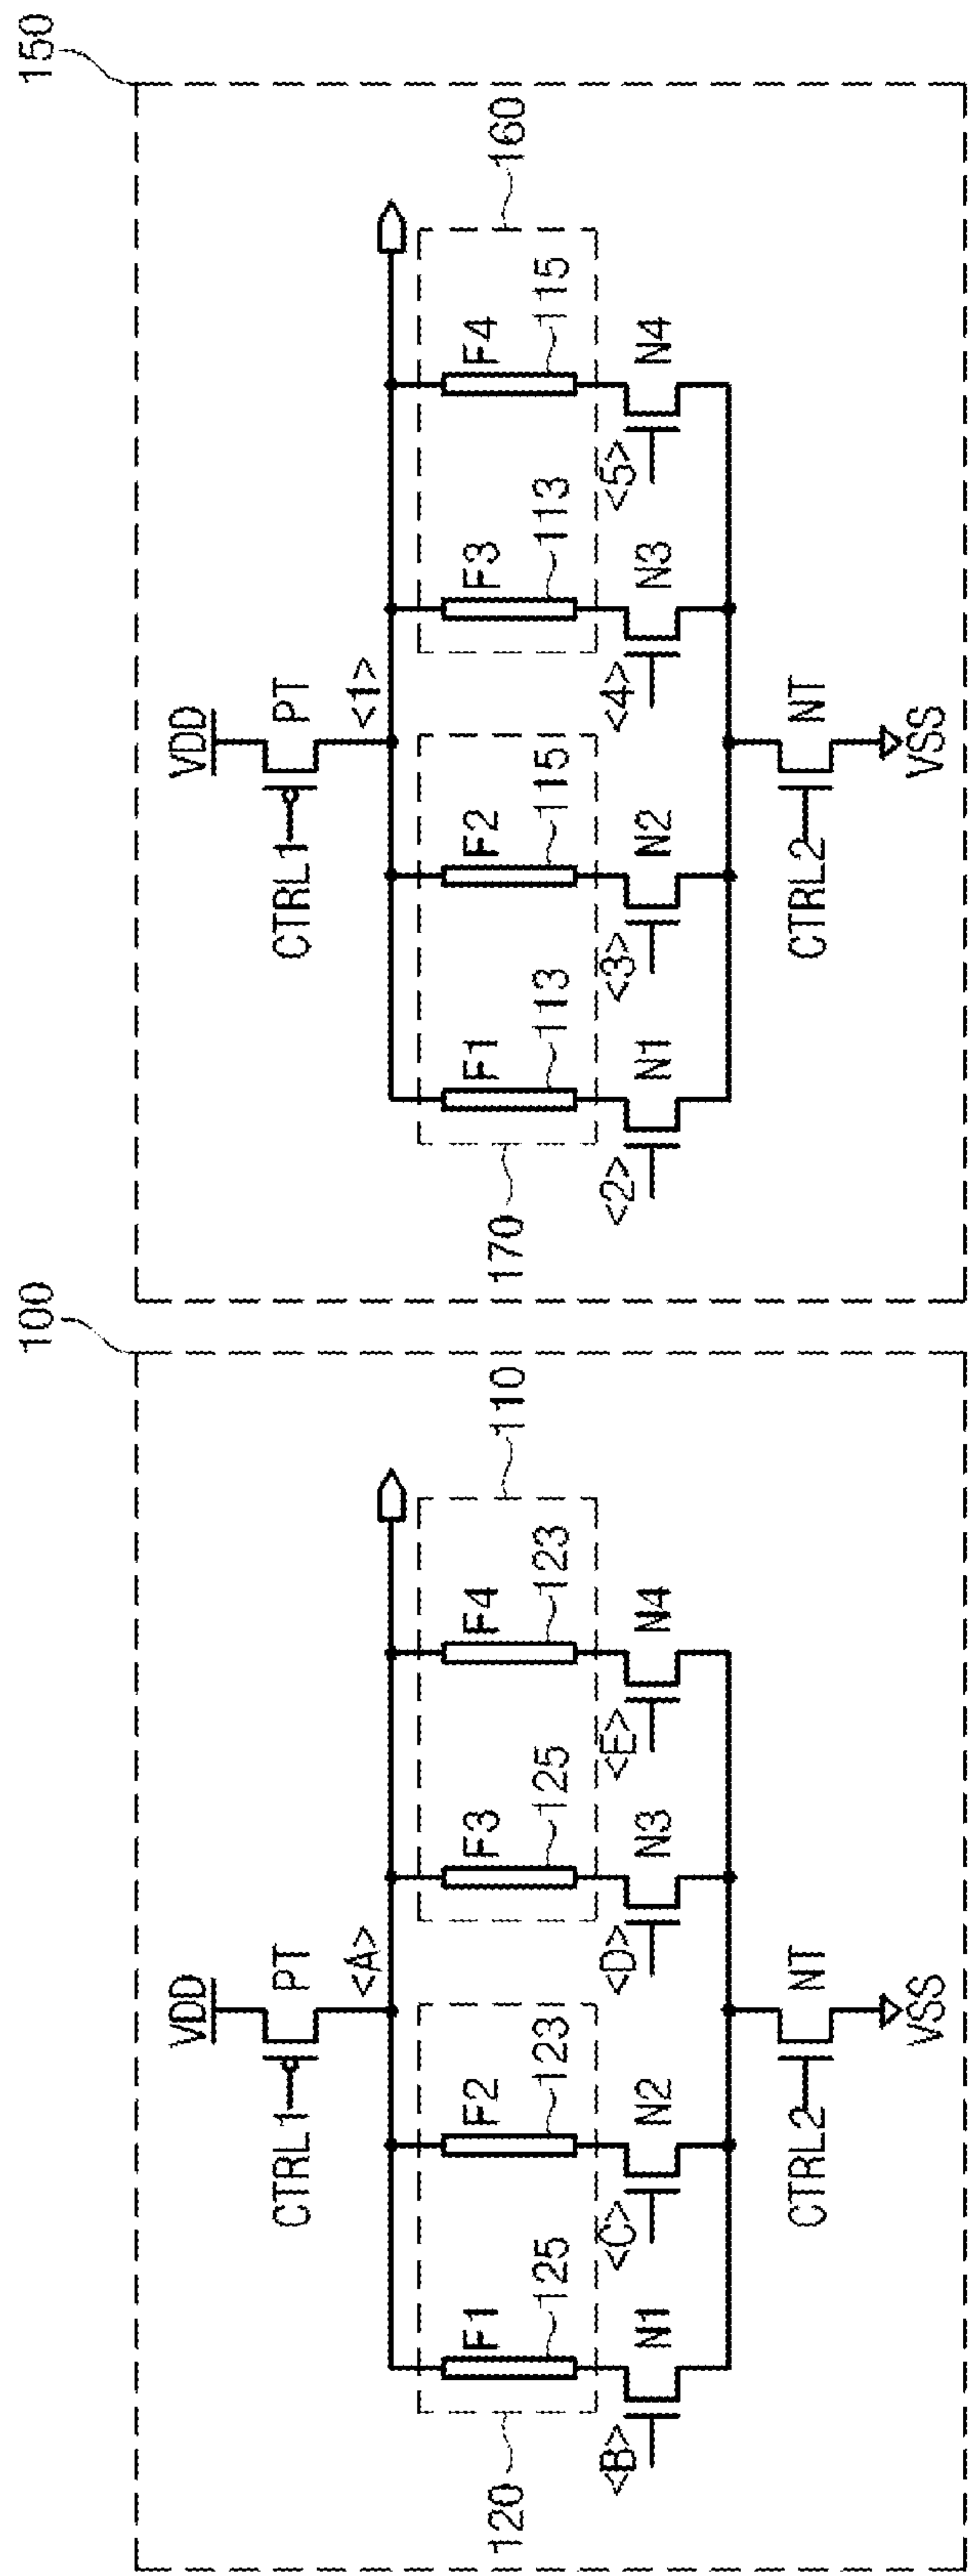 100
VDD
CTRL1
PT
<A>
F1
125
F2
123
F3
125
F4
123
120
110
<B>
N1
<C>
N2
<D>
N3
<E>
N4
CTRL2
NT
VSS
150
VDD
CTRL1
PT
<1>
F1
113
F2
115
F3
113
F4
115
170
160
<2>
N1
<3>
N2
<4>
N3
<5>
N4
CTRL2
NT
VSS